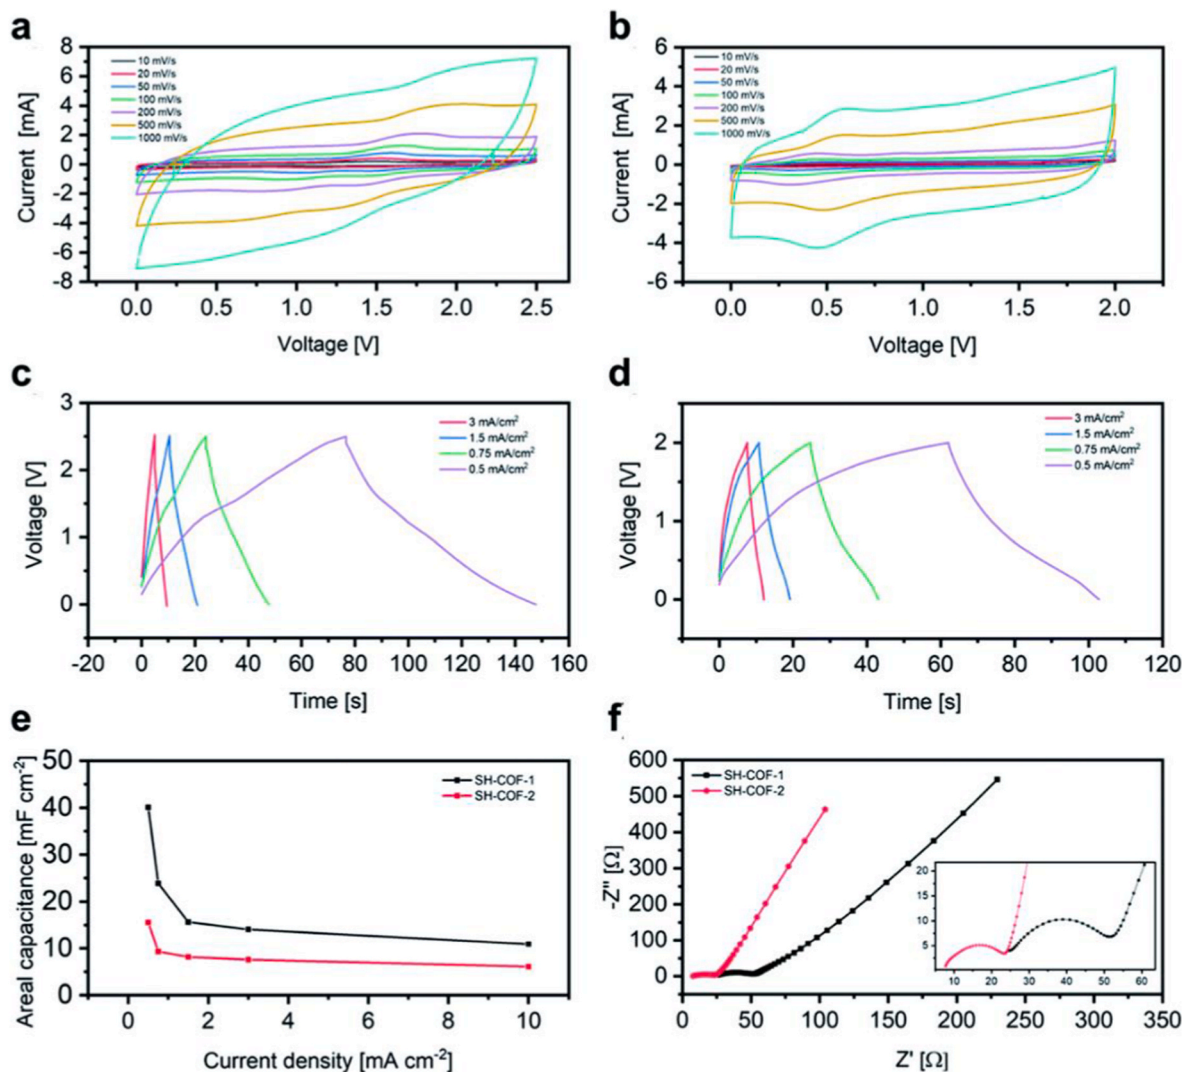 a
8
6
4
2
0
-2
-4
-6
-8
Current [mA]
10 mV/s
20 mV/s
50 mV/s
100 mV/s
200 mV/s
500 mV/s
1000 mV/s
0.0 0.5 1.0 1.5 2.0 2.5
Voltage [V]
b
6
4
2
0
-2
-4
-6
Current [mA]
10 mV/s
20 mV/s
50 mV/s
100 mV/s
200 mV/s
500 mV/s
1000 mV/s
0.0 0.5 1.0 1.5 2.0
Voltage [V]
c
3
2
1
0
Voltage [V]
3 mA/cm²
1.5 mA/cm²
0.75 mA/cm²
0.5 mA/cm²
-20 0 20 40 60 80 100 120 140 160
Time [s]
d
3
2
1
0
Voltage [V]
3 mA/cm²
1.5 mA/cm²
0.75 mA/cm²
0.5 mA/cm²
0 20 40 60 80 100 120
Time [s]
e
50
40
30
20
10
0
Areal capacitance [mF cm⁻²]
SH-COF-1
SH-COF-2
0 2 4 6 8 10
Current density [mA cm⁻²]
f
600
500
400
300
200
100
0
-Z'' [Ω]
SH-COF-1
SH-COF-2
20
15
10
5
10 20 30 40 50 60
0 50 100 150 200 250 300 350
Z' [Ω]